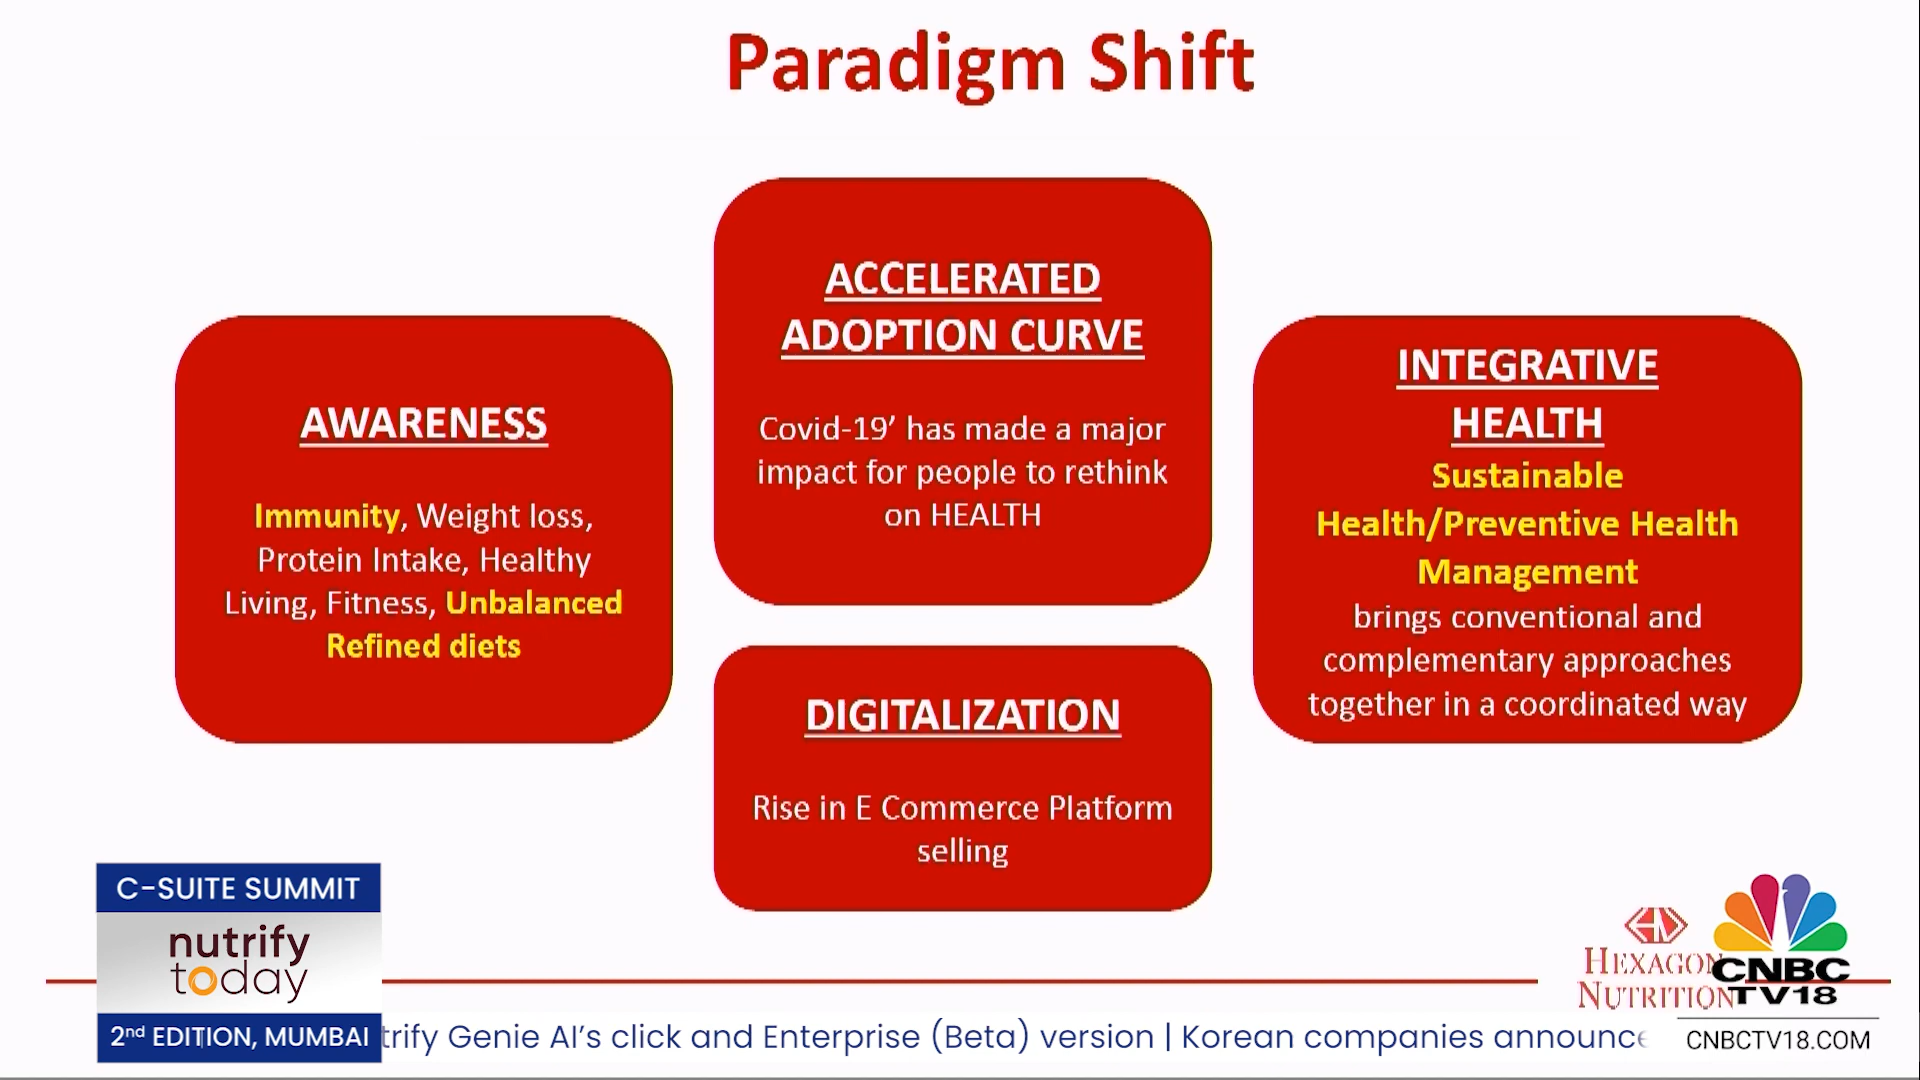 Paradigm Shift
ACCELERATED
ADOPTION CURVE
Covid-19’ has made a major
impact for people to rethink
on HEALTH
AWARENESS
Immunity, Weight loss,
Protein Intake, Healthy
Living, Fitness, Unbalanced
Refined diets
INTEGRATIVE
HEALTH
Sustainable
Health/Preventive Health
Management
brings conventional and
complementary approaches
together in a coordinated way
DIGITALIZATION
Rise in E Commerce Platform
selling
C-SUITE SUMMIT
nutrify
today
2nd EDITION, MUMBAI
HEXAGON
NUTRITION
CNBC
TV18
Genie AI’s click and Enterprise (Beta) version | Korean companies
CNBCTV18.COM